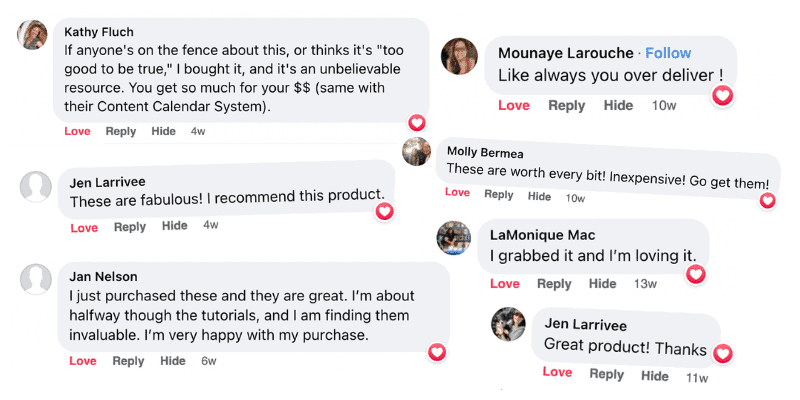 Kathy Fluch
If anyone's on the fence about this, or thinks it's "too
good to be true," I bought it, and it's an unbelievable
resource. You get so much for your $$ (same with
their Content Calendar System).
Love Reply Hide 4w
Jen Larrivee
These are fabulous! I recommend this product.
Love Reply Hide 4w
Jan Nelson
I just purchased these and they are great. I'm about
halfway though the tutorials, and I am finding them
invaluable. I'm very happy with my purchase.
Love Reply Hide 6w
Mounaye Larouche · Follow
Like always you over deliver !
Love Reply Hide 10w
Molly Bermea
These are worth every bit! Inexpensive! Go get them!
Love Reply Hide 10w
LaMonique Mac
I grabbed it and I'm loving it.
Love Reply Hide 13w
Jen Larrivee
Great product! Thanks
Love Reply Hide 11w